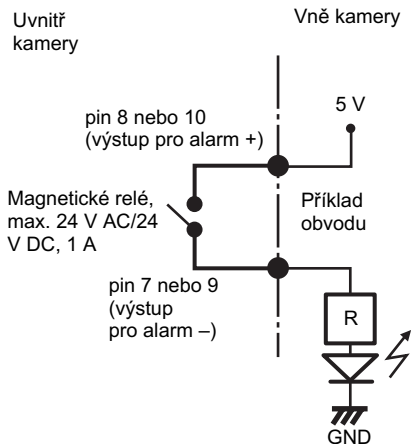 Uvnitř
kamery
Vně kamery
5 V
pin 8 nebo 10
(výstup pro alarm +)
Magnetické relé,
max. 24 V AC/24
V DC, 1 A
Příklad
obvodu
pin 7 nebo 9
(výstup
pro alarm –)
R
GND